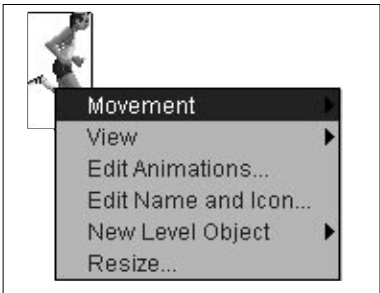 Movement
View
Edit Animations...
Edit Name and Icon...
New Level Object
Resize...